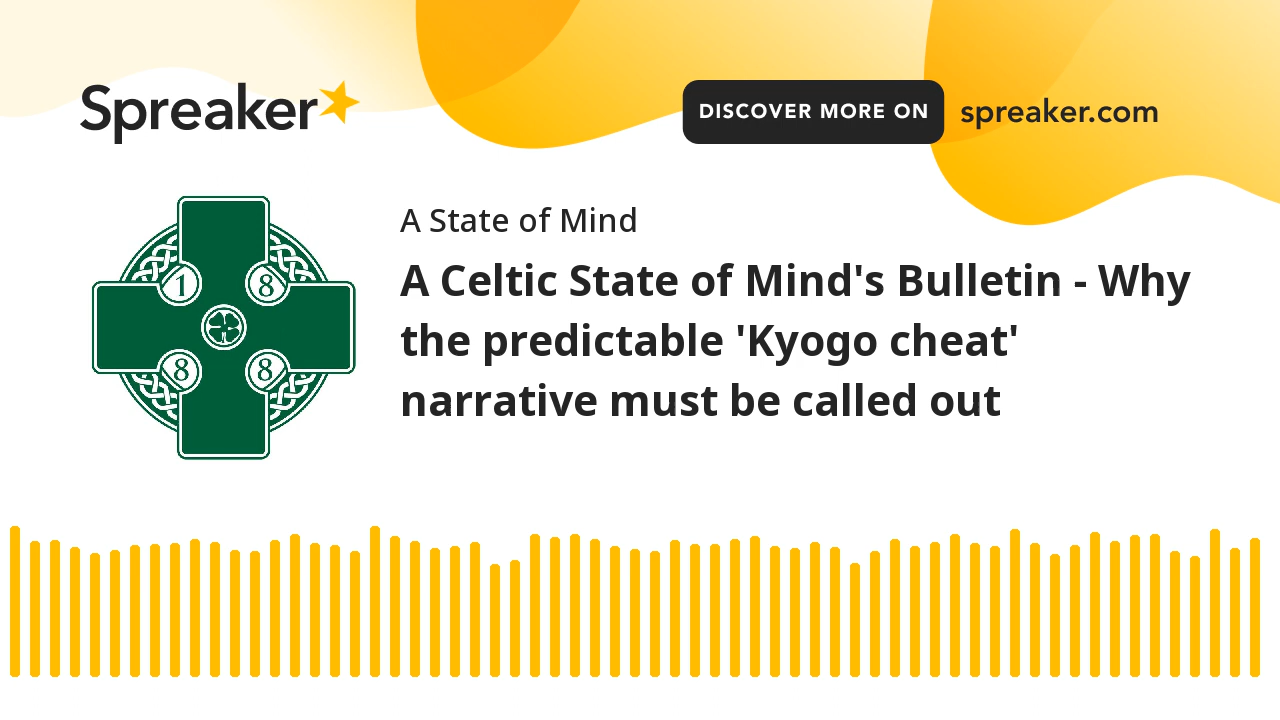 Spreaker
DISCOVER MORE ON
spreaker.com
A State of Mind
A Celtic State of Mind's Bulletin - Why
the predictable 'Kyogo cheat'
narrative must be called out
1 8
8 8